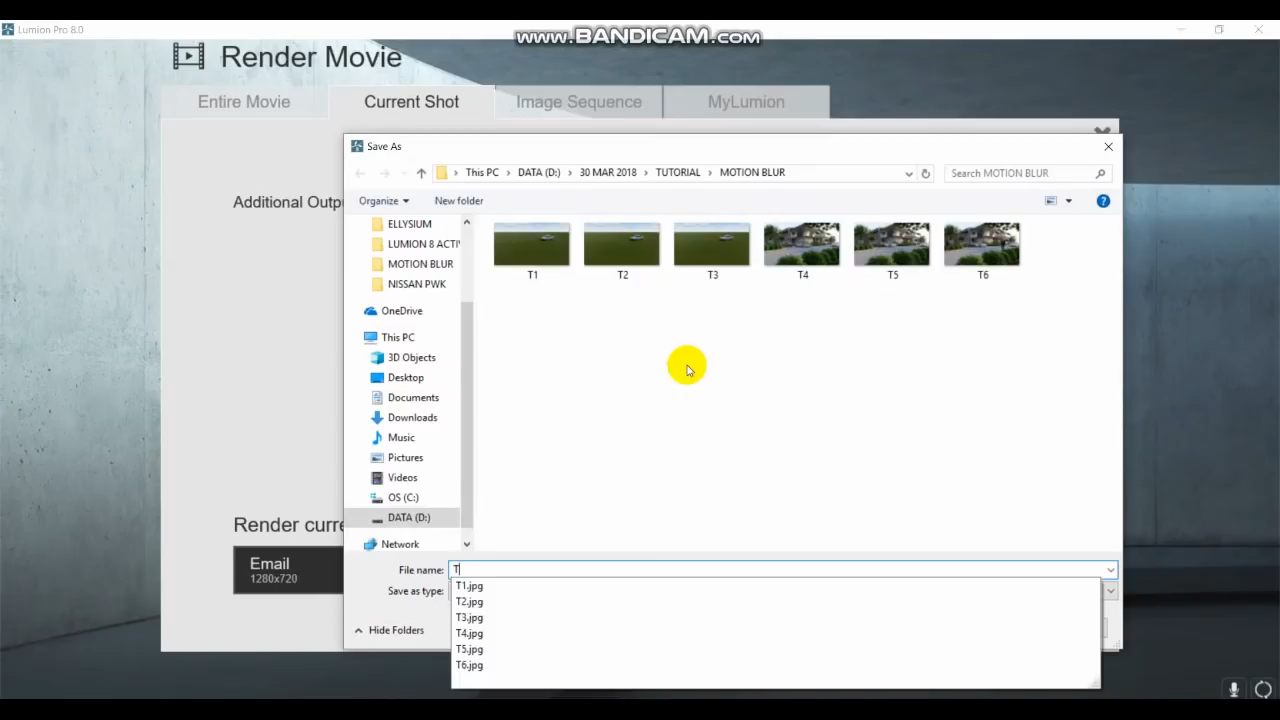 Lumion Pro 8.0
www.BANDICAM.com
Render Movie
Entire Movie
Current Shot
Image Sequence
MyLumion
Save As
This PC > DATA (D:) > 30 MAR 2018 > TUTORIAL > MOTION BLUR
Search MOTION BLUR
Organize
New folder
Additional Outpu
ELLYSIUM
LUMION 8 ACTI
MOTION BLUR
NISSAN PWK
OneDrive
This PC
3D Objects
Desktop
Documents
Downloads
Music
Pictures
Videos
OS (C:)
DATA (D:)
Network
T1
T2
T3
T4
T5
T6
Render curre
Email
1280x720
File name:
T
Save as type:
T1.jpg
T2.jpg
T3.jpg
T4.jpg
T5.jpg
T6.jpg
Hide Folders